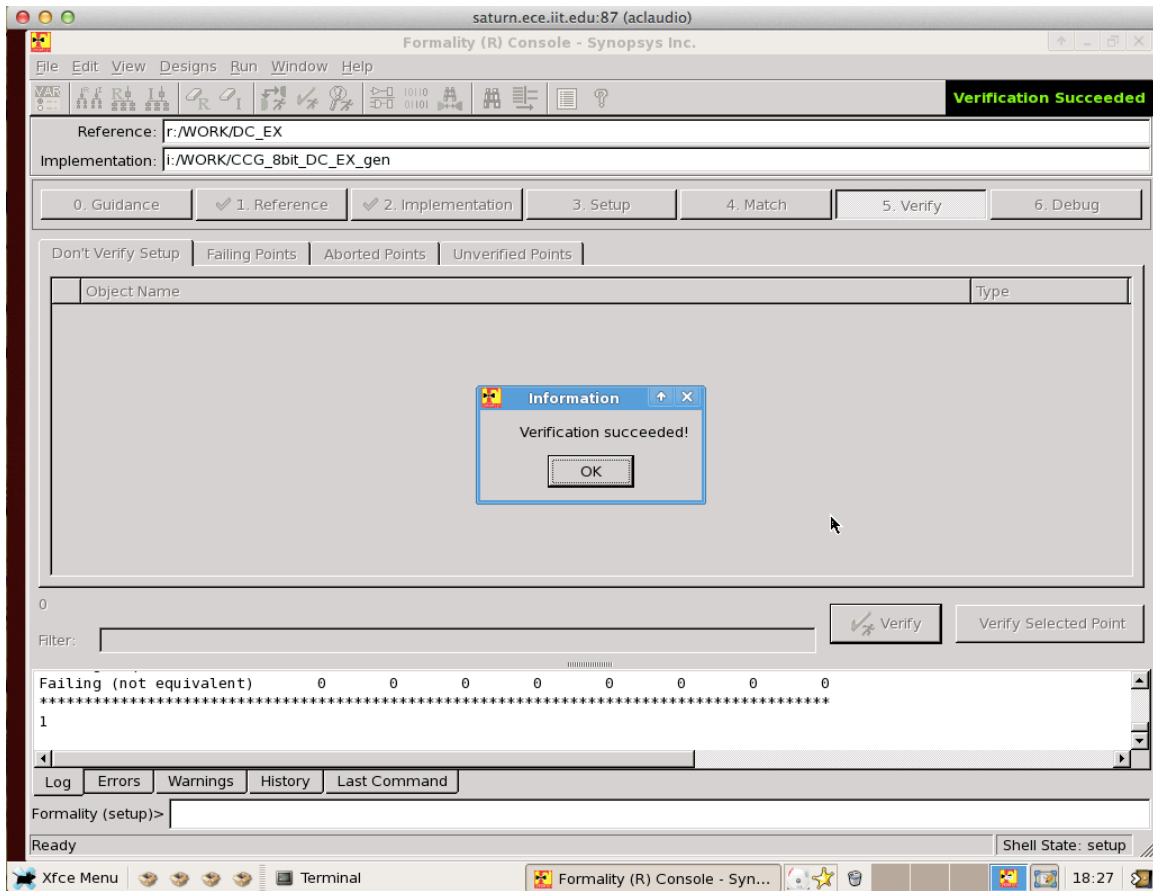 saturn.ece.iit.edu:87 (aclaudio)
Formality (R) Console - Synopsys Inc.
File Edit View Designs Run Window Help
Verification Succeeded
Reference: r:/WORK/DC_EX
Implementation: i:/WORK/CCG_8bit_DC_EX_gen
0. Guidance 1. Reference 2. Implementation 3. Setup 4. Match 5. Verify 6. Debug
Don't Verify Setup Failing Points Aborted Points Unverified Points
Object Name Type
Information
Verification succeeded!
OK
0
Verify Verify Selected Point
Filter:
Failing (not equivalent) 0 0 0 0 0 0 0 0
1
Log Errors Warnings History Last Command
Formality (setup)>
Ready Shell State: setup
Xfce Menu Terminal Formality (R) Console - Syn... 18:27